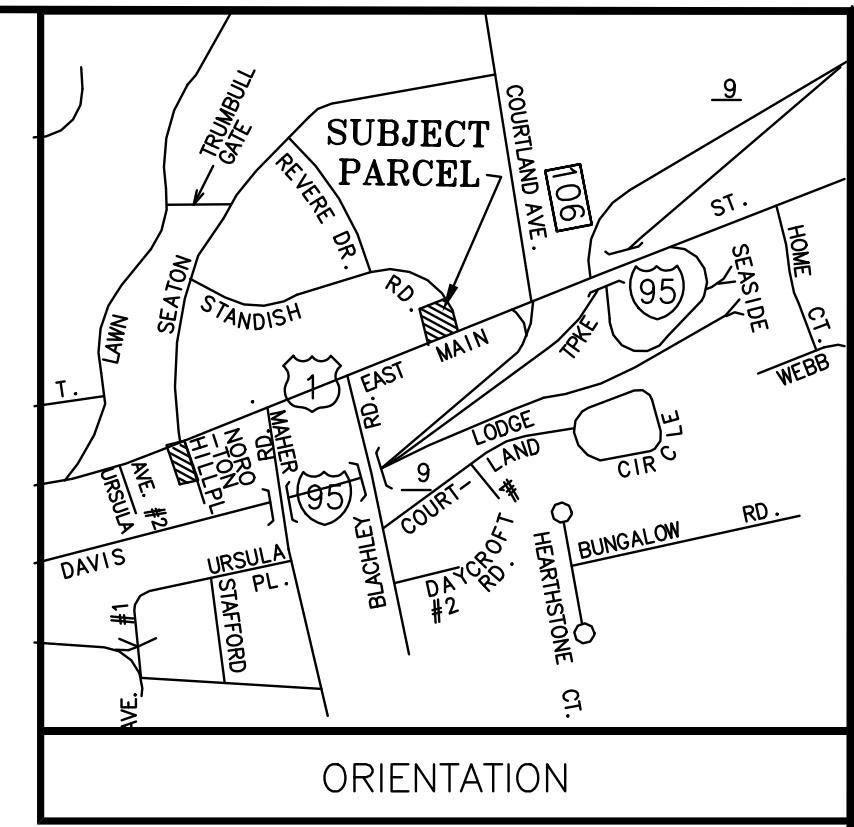 TRUMBULL
GATE
SUBJECT
PARCEL
REVERE DR.
COURTLAND AVE.
106
9
ST.
HOME CT.
SEASIDE
95
WEBB
LAWN
SEATON
STANDISH RD.
MAIN
TPKE
1
EAST
T.
RD.
MAHER
RD.
NORO
-TON
HILL PL
AVE. #2
URSULA
95
9
LODGE
COURT-
LAND
CIRCLE
DAVIS
URSULA
PL.
STAFFORD
BLACHLEY
DAYCROFT #
RD.
#2
HEARTHSTONE CT.
BUNGALOW RD.
#1
AVE.
ORIENTATION